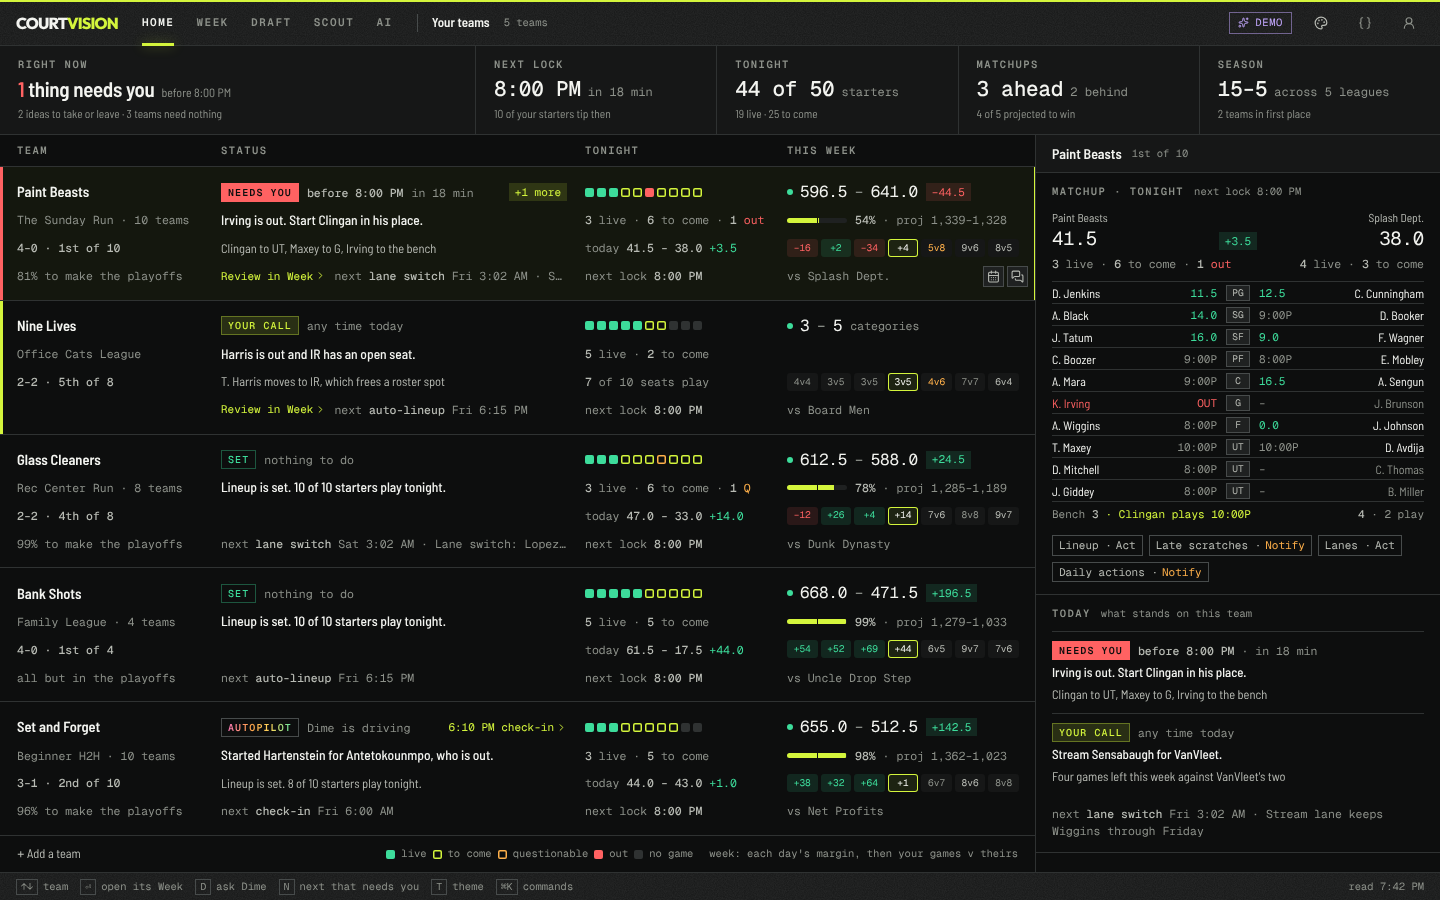 COURTVISION HOME WEEK DRAFT SCOUT AI Your teams 5 teams DEMO { }
RIGHT NOW
1 thing needs you before 8:00 PM
2 ideas to take or leave · 3 teams need nothing
NEXT LOCK
8:00 PM in 18 min
10 of your starters tip then
TONIGHT
44 of 50 starters
19 live · 25 to come
MATCHUPS
3 ahead 2 behind
4 of 5 projected to win
SEASON
15-5 across 5 leagues
2 teams in first place
TEAM STATUS TONIGHT THIS WEEK
Paint Beasts NEEDS YOU before 8:00 PM in 18 min +1 more 596.5 - 641.0 -44.5
The Sunday Run · 10 teams Irving is out. Start Clingan in his place. 3 live · 6 to come · 1 out 54% · proj 1,339-1,328
4-0 · 1st of 10 Clingan to UT, Maxey to G, Irving to the bench today 41.5 - 38.0 +3.5 -16 +2 -34 +4 5v8 9v6 8v5
81% to make the playoffs Review in Week › next lane switch Fri 3:02 AM · S… next lock 8:00 PM vs Splash Dept.
Nine Lives YOUR CALL any time today 3 - 5 categories
Office Cats League Harris is out and IR has an open seat. 5 live · 2 to come
2-2 · 5th of 8 T. Harris moves to IR, which frees a roster spot 7 of 10 seats play 4v4 3v5 3v5 3v5 4v6 7v7 6v4
Review in Week › next auto-lineup Fri 6:15 PM next lock 8:00 PM vs Board Men
Glass Cleaners SET nothing to do 612.5 - 588.0 +24.5
Rec Center Run · 8 teams Lineup is set. 10 of 10 starters play tonight. 3 live · 6 to come · 1 Q 78% · proj 1,285-1,189
2-2 · 4th of 8 today 47.0 - 33.0 +14.0 -12 +26 +4 +14 7v6 8v8 9v7
99% to make the playoffs next lane switch Sat 3:02 AM · Lane switch: Lopez… next lock 8:00 PM vs Dunk Dynasty
Bank Shots SET nothing to do 668.0 - 471.5 +196.5
Family League · 4 teams Lineup is set. 10 of 10 starters play tonight. 5 live · 5 to come 99% · proj 1,279-1,033
4-0 · 1st of 4 today 61.5 - 17.5 +44.0 +54 +52 +69 +44 6v5 9v7 7v6
all but in the playoffs next auto-lineup Fri 6:15 PM next lock 8:00 PM vs Uncle Drop Step
Set and Forget AUTOPILOT Dime is driving 6:10 PM check-in › 655.0 - 512.5 +142.5
Beginner H2H · 10 teams Started Hartenstein for Antetokounmpo, who is out. 3 live · 5 to come 98% · proj 1,362-1,023
3-1 · 2nd of 10 Lineup is set. 8 of 10 starters play tonight. today 44.0 - 43.0 +1.0 +38 +32 +64 +1 6v7 8v6 8v8
96% to make the playoffs next check-in Fri 6:00 AM next lock 8:00 PM vs Net Profits
+ Add a team live to come questionable out no game week: each day's margin, then your games v theirs
Paint Beasts 1st of 10
MATCHUP · TONIGHT next lock 8:00 PM
Paint Beasts Splash Dept.
41.5 +3.5 38.0
3 live · 6 to come · 1 out 4 live · 3 to come
D. Jenkins 11.5 PG 12.5 C. Cunningham
A. Black 14.0 SG 9:00P D. Booker
J. Tatum 16.0 SF 9.0 F. Wagner
C. Boozer 9:00P PF 8:00P E. Mobley
A. Mara 9:00P C 16.5 A. Sengun
K. Irving OUT G – J. Brunson
A. Wiggins 8:00P F 0.0 J. Johnson
T. Maxey 10:00P UT 10:00P D. Avdija
D. Mitchell 8:00P UT – C. Thomas
J. Giddey 8:00P UT – B. Miller
Bench 3 · Clingan plays 10:00P 4 · 2 play
Lineup · Act Late scratches · Notify Lanes · Act
Daily actions · Notify
TODAY what stands on this team
NEEDS YOU before 8:00 PM · in 18 min
Irving is out. Start Clingan in his place.
Clingan to UT, Maxey to G, Irving to the bench
YOUR CALL any time today
Stream Sensabaugh for VanVleet.
Four games left this week against VanVleet's two
next lane switch Fri 3:02 AM · Stream lane keeps
Wiggins through Friday
↑↓ team ⏎ open its Week D ask Dime N next that needs you T theme ⌘K commands read 7:42 PM